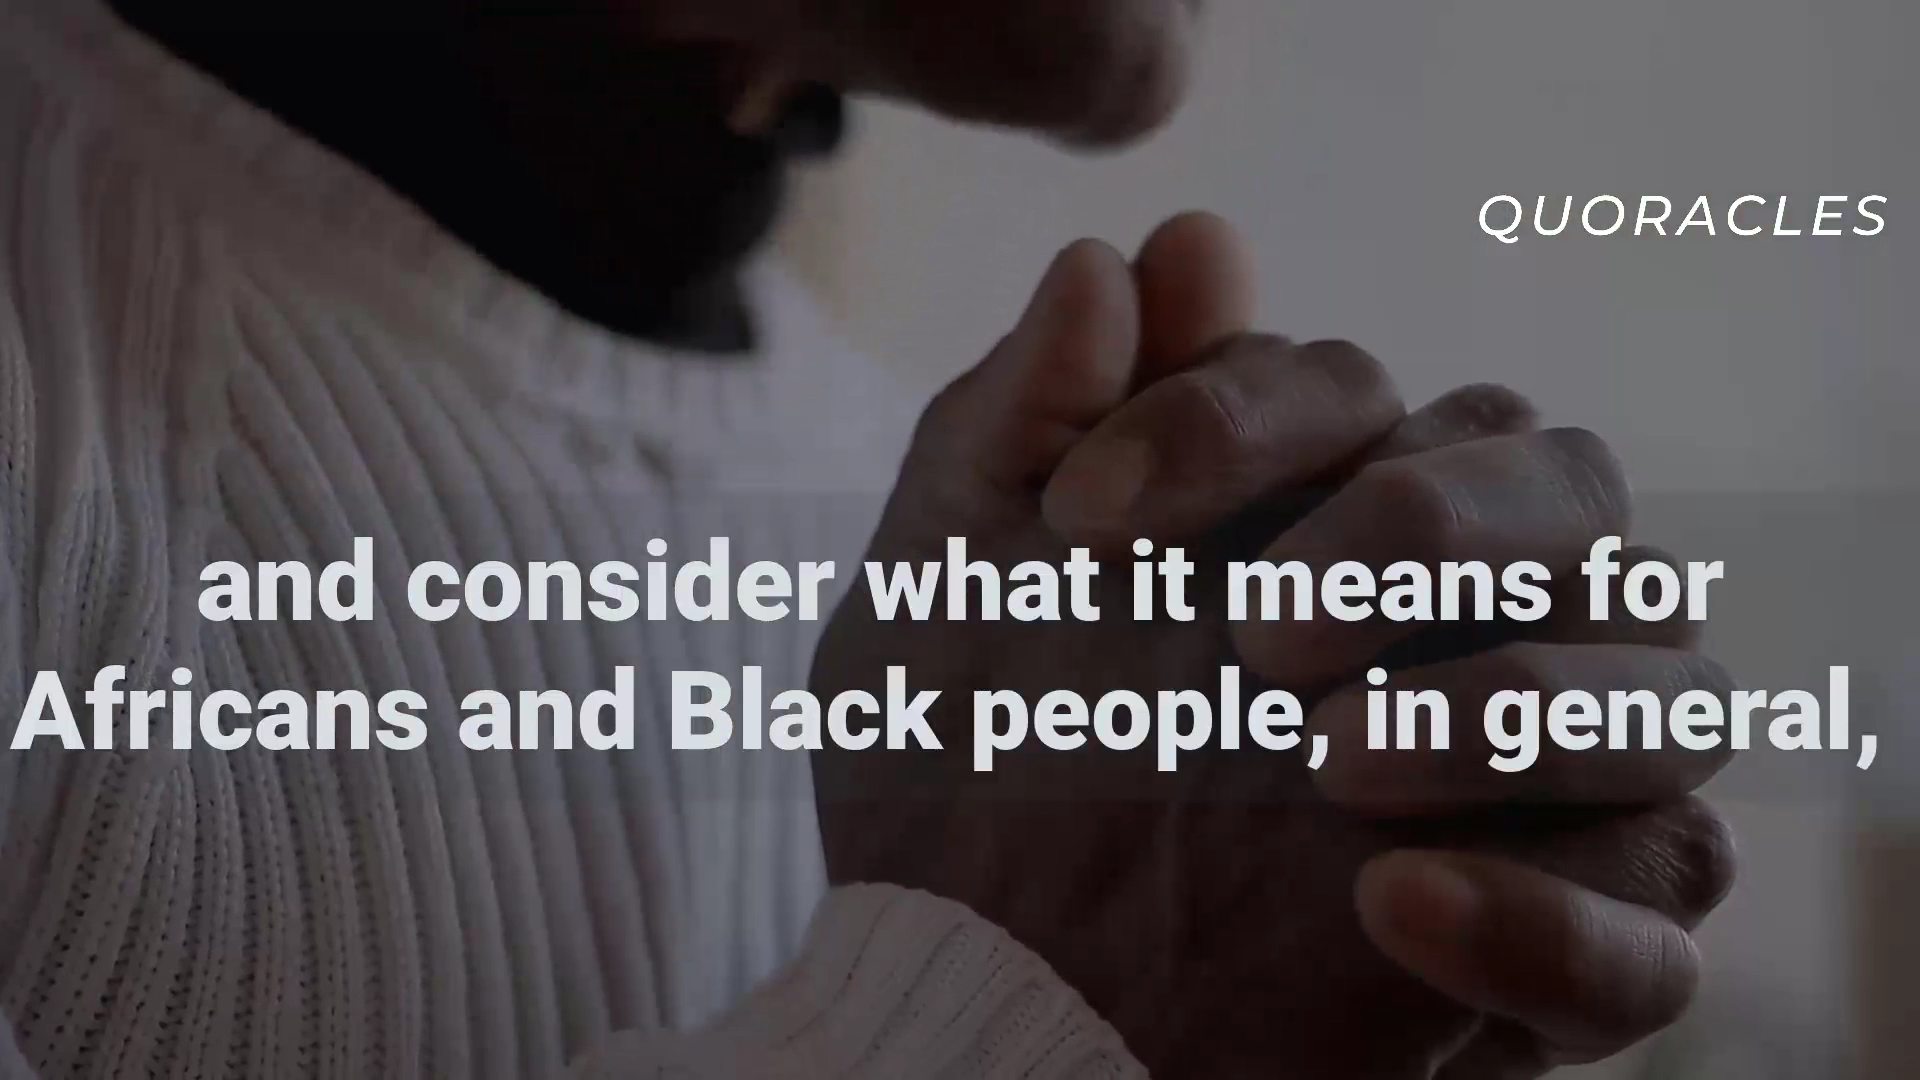 QUORACLES
and consider what it means for
Africans and Black people, in general,